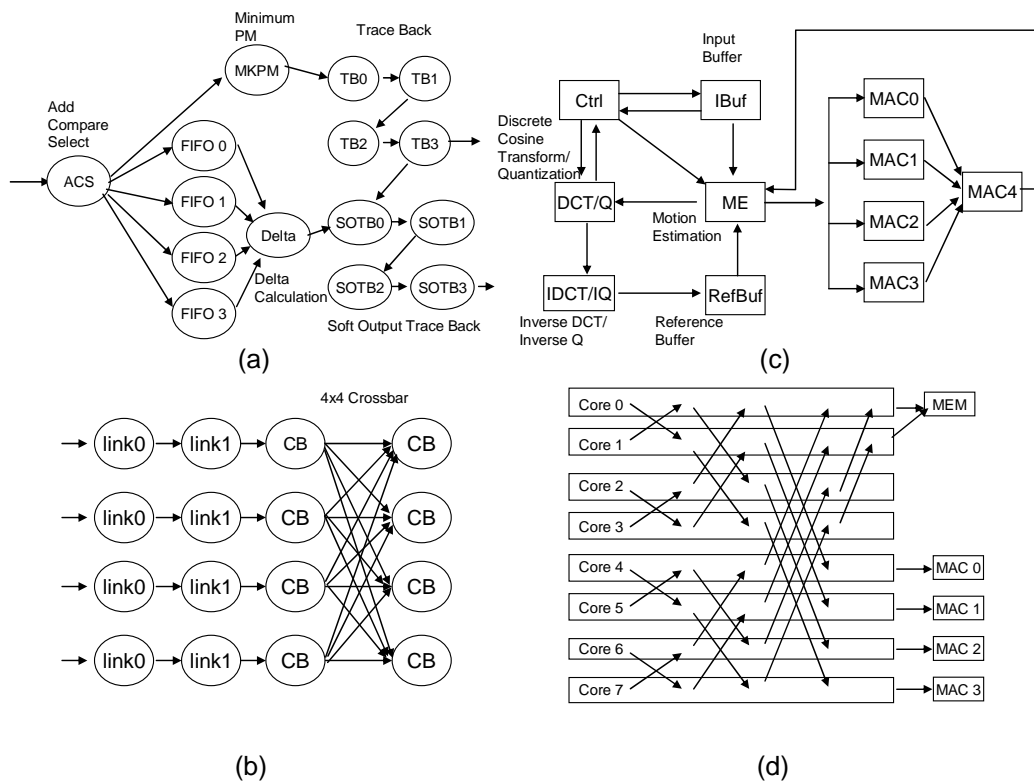 Minimum
PM
Trace Back
MKPM
TB0
TB1
Add
Compare
Select
FIFO 0
TB2
TB3
ACS
FIFO 1
Delta
SOTB0
SOTB1
FIFO 2
Delta
Calculation
FIFO 3
SOTB2
SOTB3
Soft Output Trace Back
(a)
Input
Buffer
Ctrl
IBuf
MAC0
Discrete
Cosine
Transform/
Quantization
MAC1
DCT/Q
ME
MAC4
Motion
Estimation
MAC2
IDCT/IQ
RefBuf
MAC3
Inverse DCT/
Inverse Q
Reference
Buffer
(c)
4x4 Crossbar
link0
link1
CB
CB
link0
link1
CB
CB
link0
link1
CB
CB
link0
link1
CB
CB
(b)
Core 0
MEM
Core 1
Core 2
Core 3
Core 4
MAC 0
Core 5
MAC 1
Core 6
MAC 2
Core 7
MAC 3
(d)